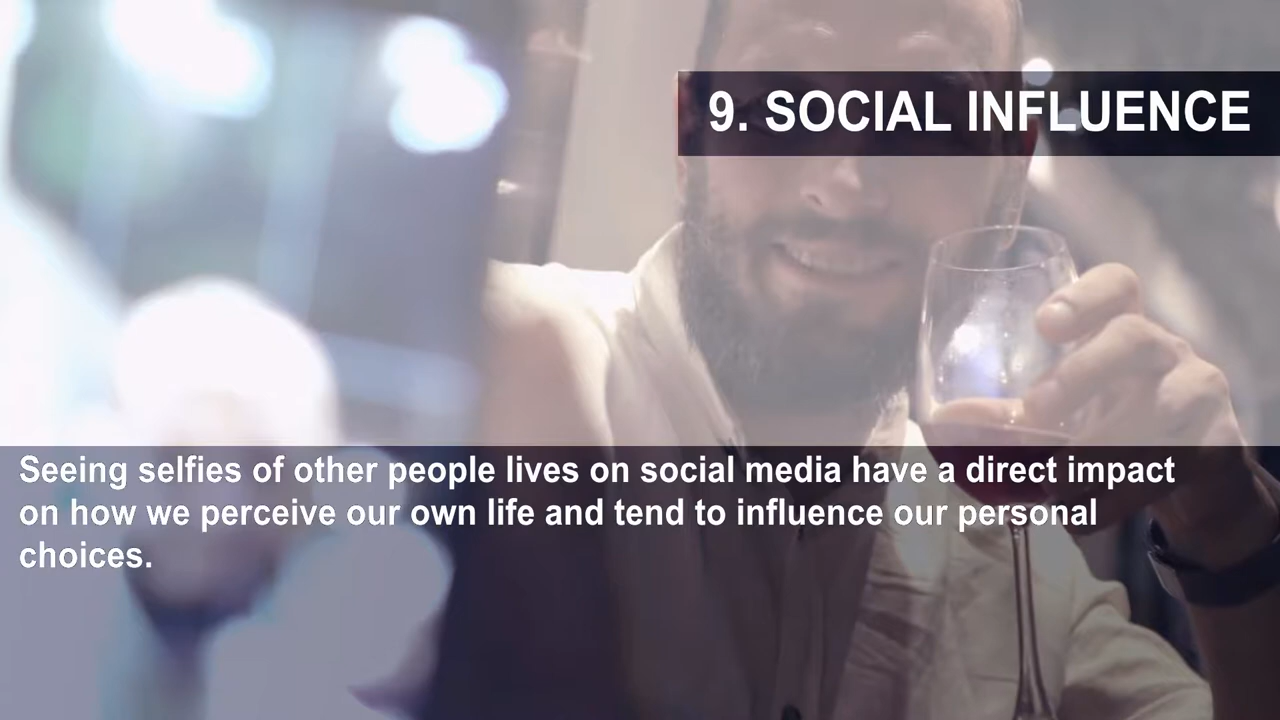 9. SOCIAL INFLUENCE
Seeing selfies of other people lives on social media have a direct impact
on how we perceive our own life and tend to influence our personal
choices.